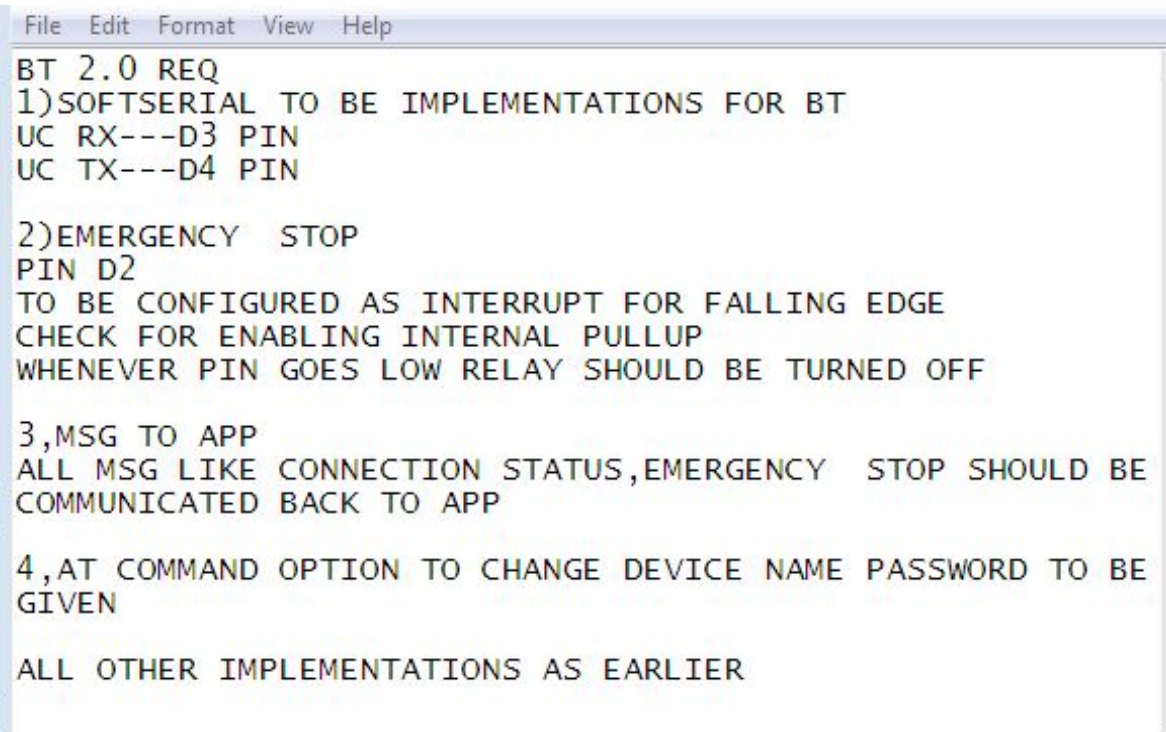 File Edit Format View Help
BT 2.0 REQ
1)SOFTSERIAL TO BE IMPLEMENTATIONS FOR BT
UC RX---D3 PIN
UC TX---D4 PIN
2)EMERGENCY  STOP
PIN D2
TO BE CONFIGURED AS INTERRUPT FOR FALLING EDGE
CHECK FOR ENABLING INTERNAL PULLUP
WHENEVER PIN GOES LOW RELAY SHOULD BE TURNED OFF
3,MSG TO APP
ALL MSG LIKE CONNECTION STATUS,EMERGENCY  STOP SHOULD BE
COMMUNICATED BACK TO APP
4,AT COMMAND OPTION TO CHANGE DEVICE NAME PASSWORD TO BE
GIVEN
ALL OTHER IMPLEMENTATIONS AS EARLIER